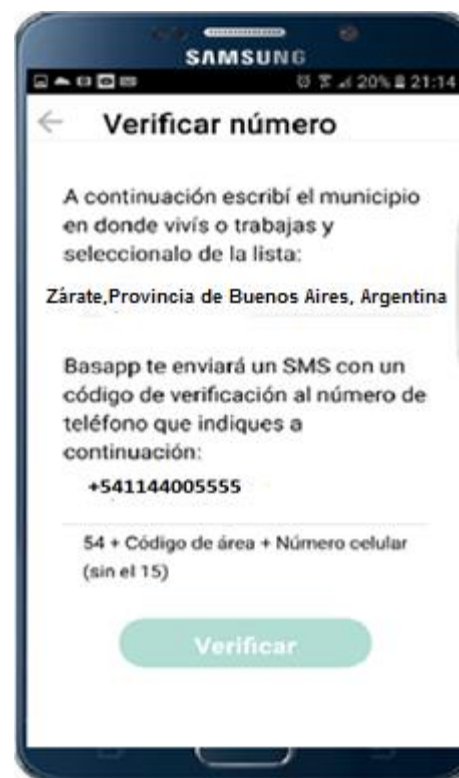 SAMSUNG
20% 21:14
Verificar número
A continuación escribí el municipio
en donde vivís o trabajas y
seleccionalo de la lista:
Zárate,Provincia de Buenos Aires, Argentina
Basapp te enviará un SMS con un
código de verificación al número de
teléfono que indiques a
continuación:
+541144005555
54 + Código de área + Número celular
(sin el 15)
Verificar